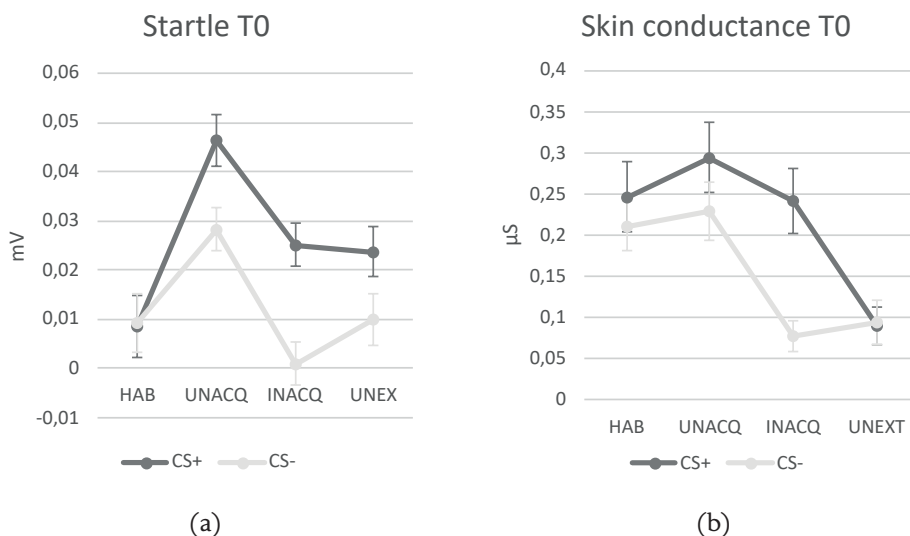 Startle T0
0,06
0,05
0,04
0,03
0,02
0,01
0
-0,01
mV
HAB UNACQ INACQ UNEX
CS+ CS-
(a)
Skin conductance T0
0,4
0,35
0,3
0,25
0,2
0,15
0,1
0,05
0
µS
HAB UNACQ INACQ UNEXT
CS+ CS-
(b)